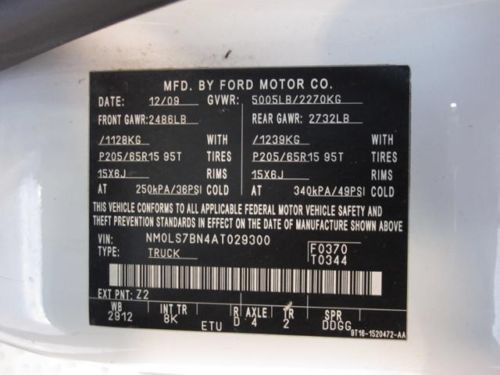 MFD. BY FORD MOTOR CO.
DATE: 12/09 GVWR: 5005LB/2270KG
FRONT GAWR:2486LB REAR GAWR: 2732LB
/1128KG WITH /1239KG WITH
P205/65R15 95T TIRES P205/65R15 95T TIRES
15X6J RIMS 15X6J RIMS
AT 250kPA/36PSI COLD AT 340kPA/49PSI COLD
THIS VEHICLE CONFORMS TO ALL APPLICABLE FEDERAL MOTOR VEHICLE SAFETY AND
THEFT PREVENTION STANDARDS IN EFFECT ON THE DATE OF MANUFACTURE SHOWN ABOVE
VIN: NM0LS7BN4AT029300 F0370
TYPE: TRUCK T0344
EXT PNT: Z2
WB INT TR R AXLE TR SPR
2912 8K D 4 2 DDGG
ETU
9T16-1520472-AA